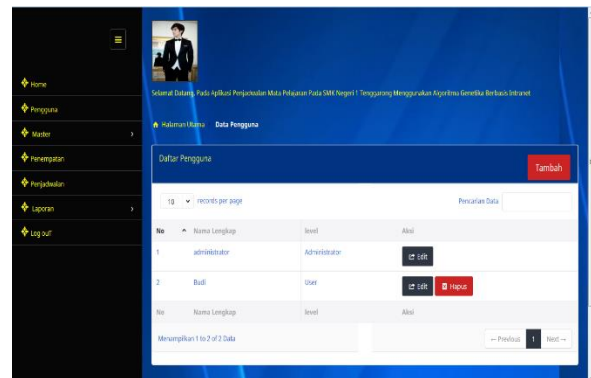 Home
Pengguna
Master
Penempatan
Penjadwalan
Laporan
Log out
Selamat Datang, Pada Aplikasi Penjadwalan Mata Pelajaran Pada SMK Negeri 1 Tenggarong Menggunakan Algoritma Genetika Berbasis Intranet
Halaman Utama Data Pengguna
Daftar Pengguna
Tambah
10 records per page Pencarian Data
No Nama Lengkap level Aksi
1 administrator Administrator Edit
2 Budi User Edit Hapus
No Nama Lengkap level Aksi
Menampilkan 1 to 2 of 2 Data
← Previous 1 Next →